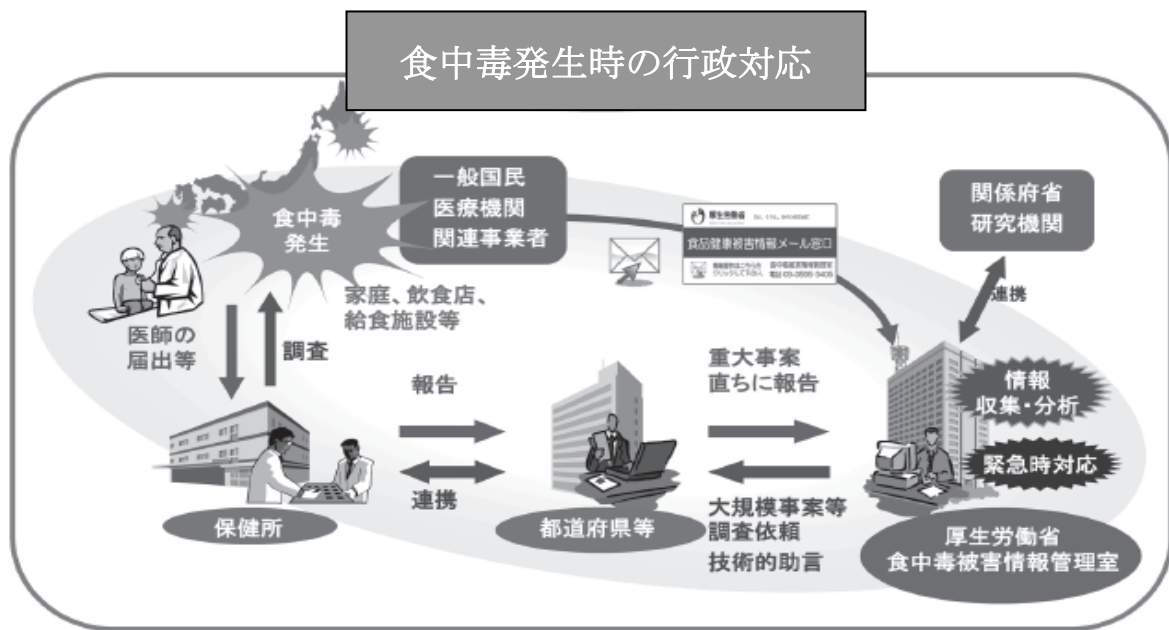 食中毒発生時の行政対応
一般国民
医療機関
関連事業者
食中毒
発生
家庭、飲食店、
給食施設等
厚生労働省
食品健康被害情報メール窓口
関係府省
研究機関
連携
医師の
届出等
調査
報告
連携
重大事案
直ちに報告
大規模事案等
調査依頼
技術的助言
情報
収集・分析
緊急時対応
保健所
都道府県等
厚生労働省
食中毒被害情報管理室